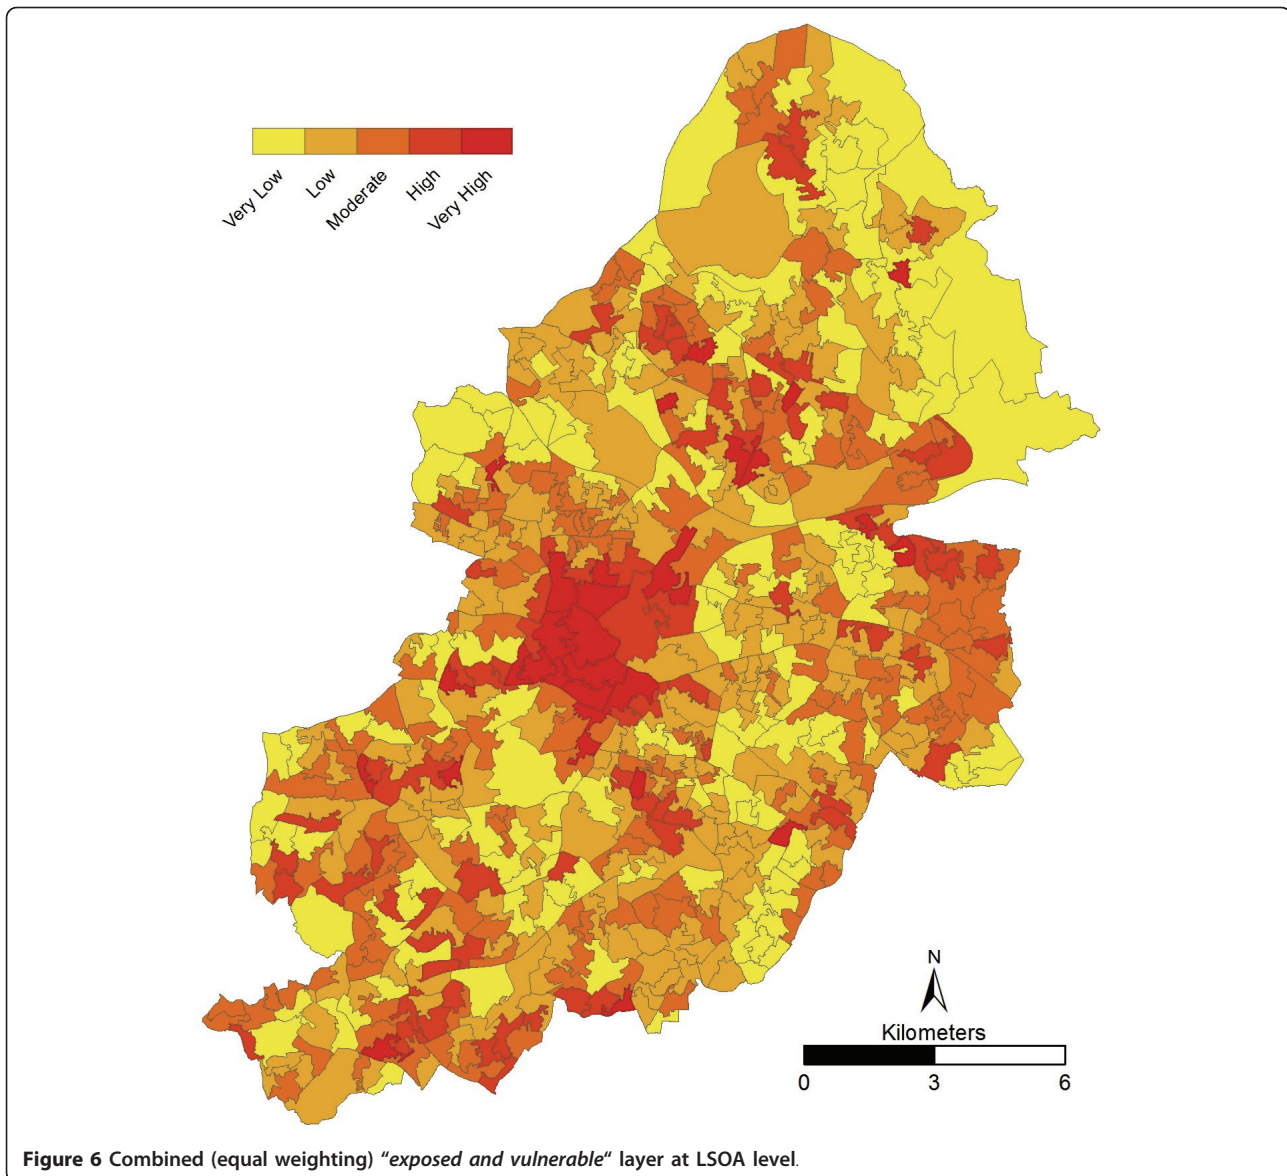 Very Low
Low
Moderate
High
Very High
N
Kilometers
0 3 6
Figure 6 Combined (equal weighting) “exposed and vulnerable“ layer at LSOA level.